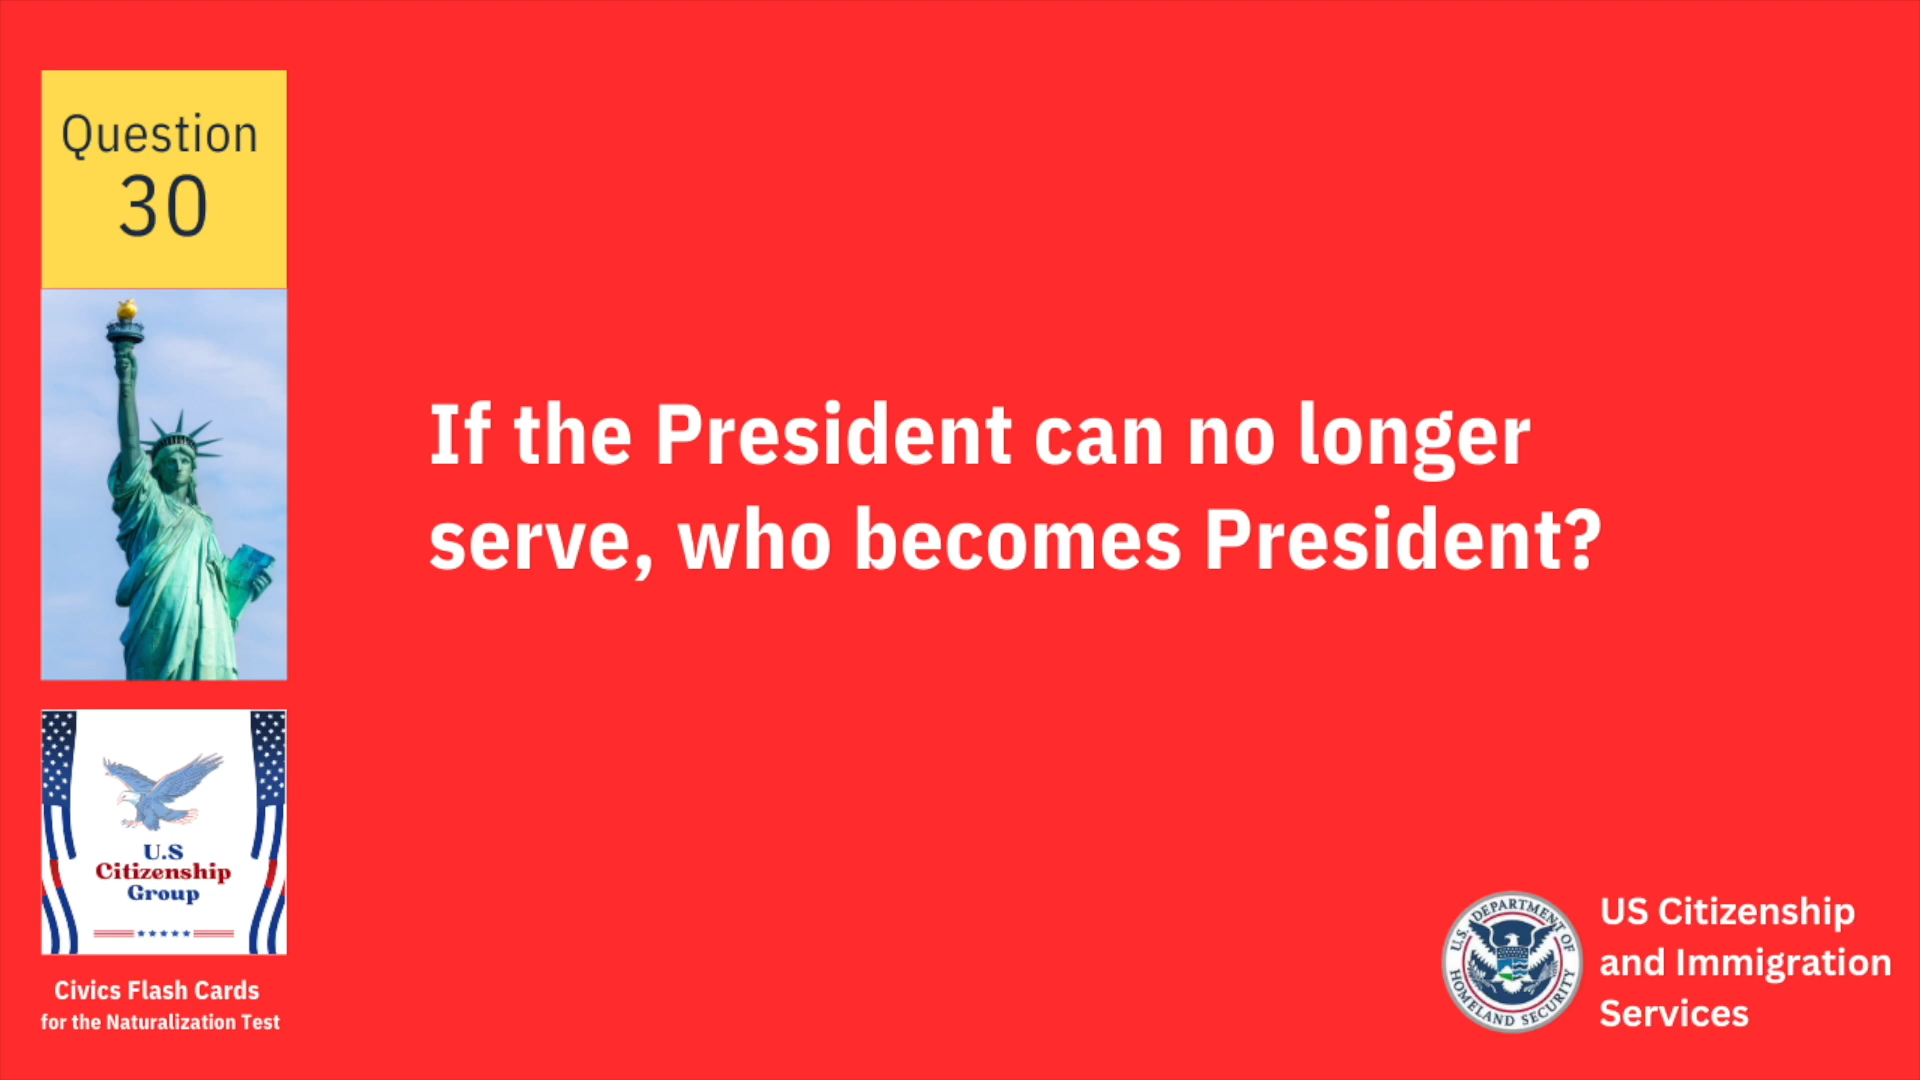 Question
30
If the President can no longer
serve, who becomes President?
U.S
Citizenship
Group
Civics Flash Cards
for the Naturalization Test
U.S. DEPARTMENT OF
HOMELAND SECURITY
US Citizenship
and Immigration
Services